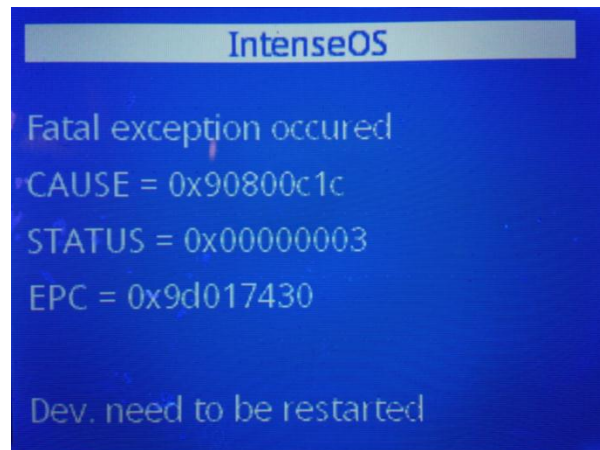 IntenseOS
Fatal exception occured
CAUSE = 0x90800c1c
STATUS = 0x00000003
EPC = 0x9d017430
Dev. need to be restarted